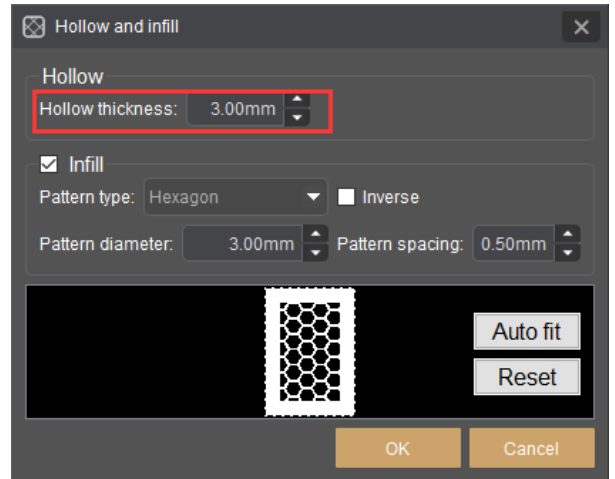 Hollow and infill
Hollow
Hollow thickness: 3.00mm
Infill
Pattern type: Hexagon Inverse
Pattern diameter: 3.00mm Pattern spacing: 0.50mm
Auto fit
Reset
OK Cancel